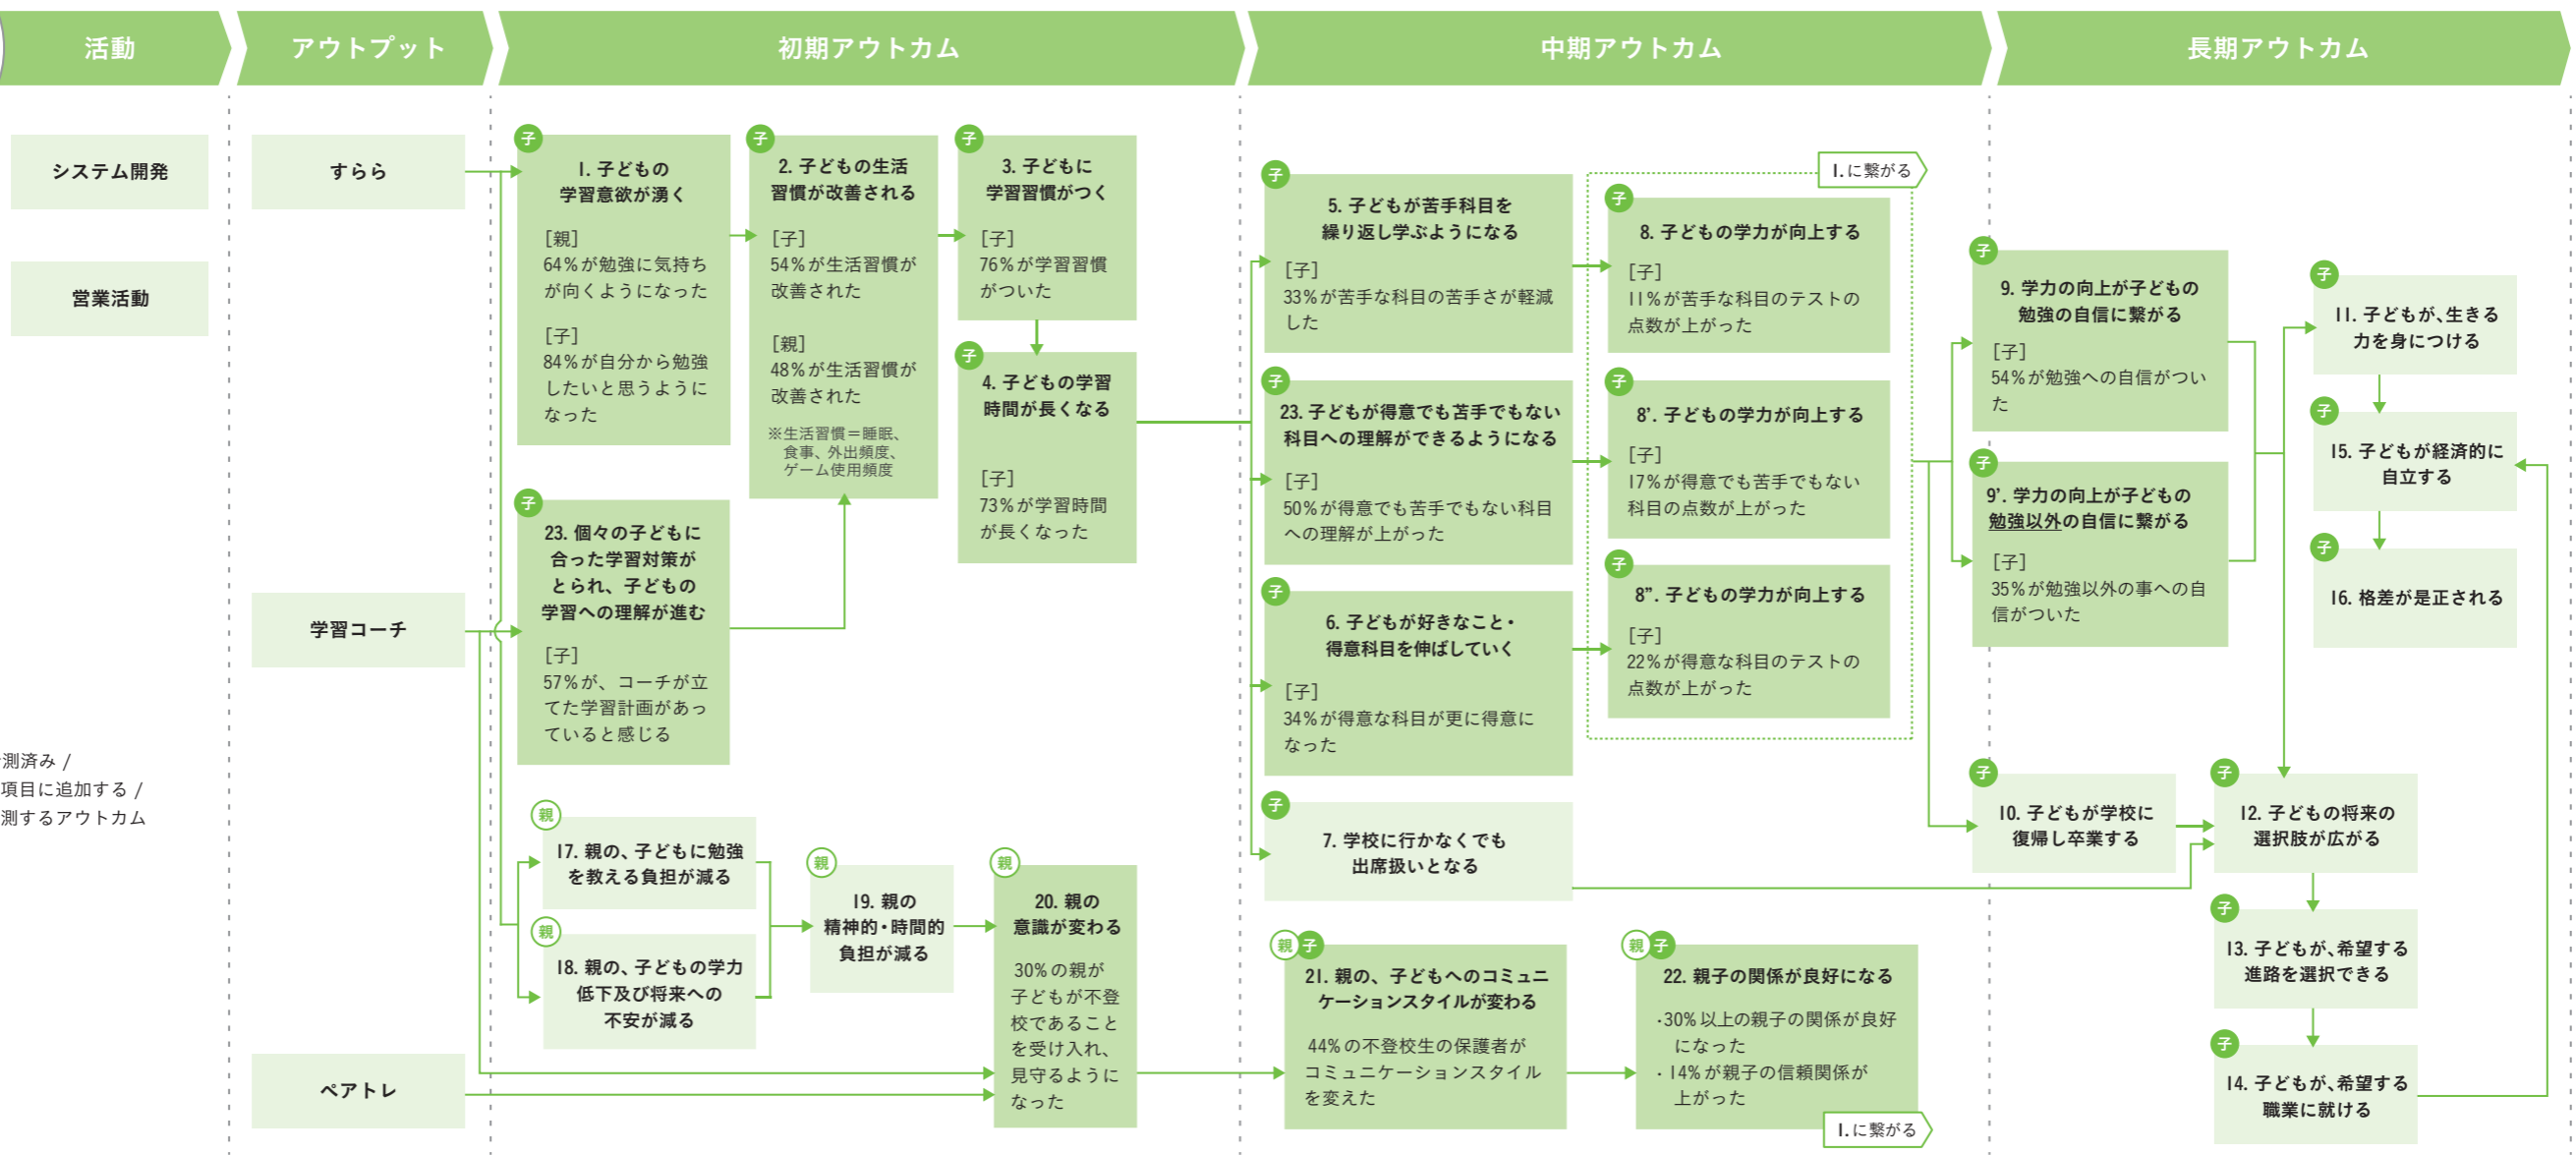 活動
アウトプット
初期アウトカム
中期アウトカム
長期アウトカム
システム開発
営業活動
測済み /
項目に追加する /
測するアウトカム
すらら
学習コーチ
ペアトレ
子
1. 子どもの
学習意欲が湧く
[親]
64%が勉強に気持ち
が向くようになった
[子]
84%が自分から勉強
したいと思うように
なった
子
2. 子どもの生活
習慣が改善される
[子]
54%が生活習慣が
改善された
[親]
48%が生活習慣が
改善された
※生活習慣=睡眠、
食事、外出頻度、
ゲーム使用頻度
子
3. 子どもに
学習習慣がつく
[子]
76%が学習習慣
がついた
子
4. 子どもの学習
時間が長くなる
[子]
73%が学習時間
が長くなった
子
23. 個々の子どもに
合った学習対策が
とられ、子どもの
学習への理解が進む
[子]
57%が、コーチが立
てた学習計画があっ
ていると感じる
親
17. 親の、子どもに勉強
を教える負担が減る
親
18. 親の、子どもの学力
低下及び将来への
不安が減る
親
19. 親の
精神的・時間的
負担が減る
親
20. 親の
意識が変わる
30%の親が
子どもが不登
校であること
を受け入れ、
見守るように
なった
子
5. 子どもが苦手科目を
繰り返し学ぶようになる
[子]
33%が苦手な科目の苦手さが軽減
した
子
23. 子どもが得意でも苦手でもない
科目への理解ができるようになる
[子]
50%が得意でも苦手でもない科目
への理解が上がった
子
6. 子どもが好きなこと・
得意科目を伸ばしていく
[子]
34%が得意な科目が更に得意に
なった
子
7. 学校に行かなくても
出席扱いとなる
1.に繋がる
子
8. 子どもの学力が向上する
[子]
11%が苦手な科目のテストの
点数が上がった
子
8’. 子どもの学力が向上する
[子]
17%が得意でも苦手でもない
科目の点数が上がった
子
8”. 子どもの学力が向上する
[子]
22%が得意な科目のテストの
点数が上がった
親 子
21. 親の、子どもへのコミュニ
ケーションスタイルが変わる
44%の不登校生の保護者が
コミュニケーションスタイル
を変えた
親 子
22. 親子の関係が良好になる
・30%以上の親子の関係が良好
になった
・14%が親子の信頼関係が
上がった
1.に繋がる
子
9. 学力の向上が子どもの
勉強の自信に繋がる
[子]
54%が勉強への自信がつい
た
子
9’. 学力の向上が子どもの
勉強以外の自信に繋がる
[子]
35%が勉強以外の事への自
信がついた
子
10. 子どもが学校に
復帰し卒業する
子
11. 子どもが、生きる
力を身につける
子
15. 子どもが経済的に
自立する
子
16. 格差が是正される
子
12. 子どもの将来の
選択肢が広がる
子
13. 子どもが、希望する
進路を選択できる
子
14. 子どもが、希望する
職業に就ける